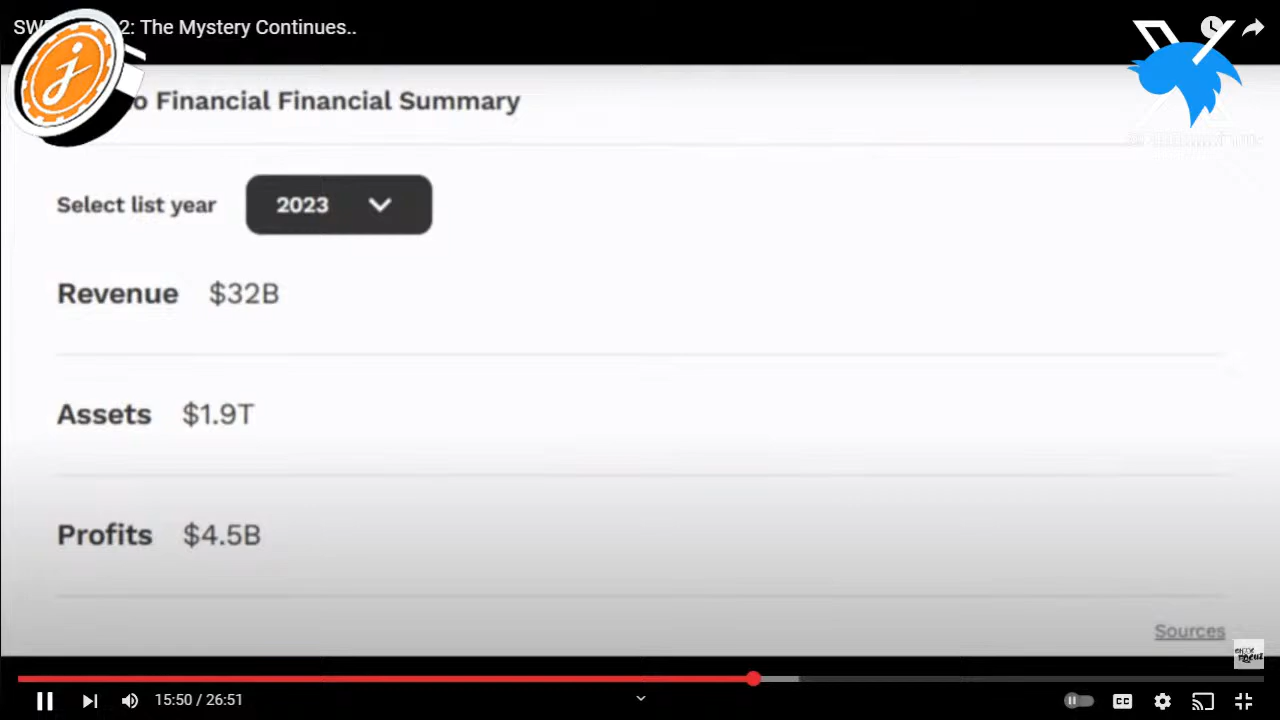 2: The Mystery Continues..
Financial Financial Summary
Select list year 2023
Revenue $32B
Assets $1.9T
Profits $4.5B
Sources
15:50 / 26:51
CC